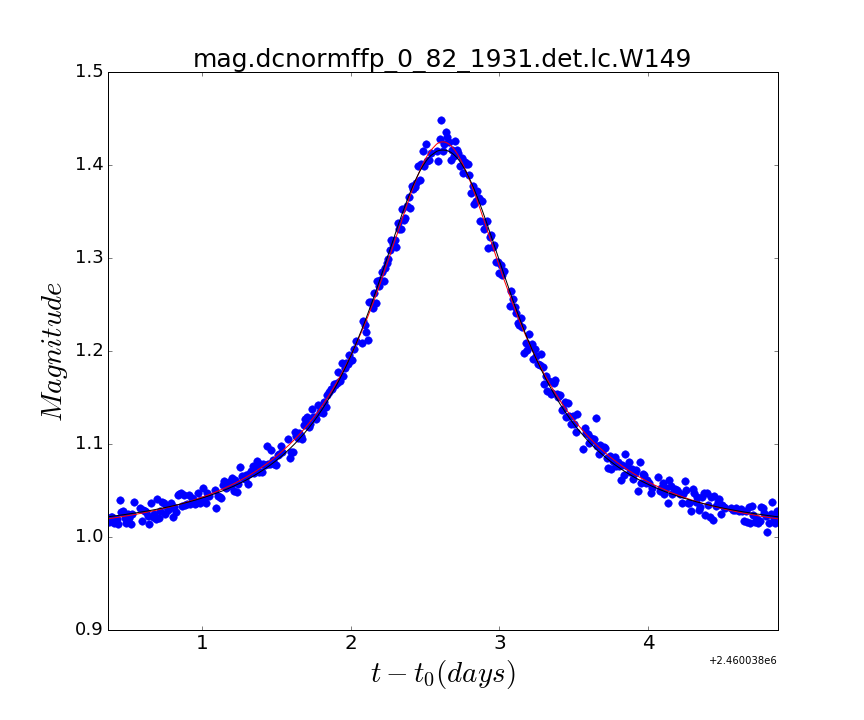 mag.dcnormffp_0_82_1931.det.lc.W149
1.5
1.4
1.3
1.2
1.1
1.0
0.9
Magnitude
1 2 3 4
+2.460038e6
t − t₀(days)